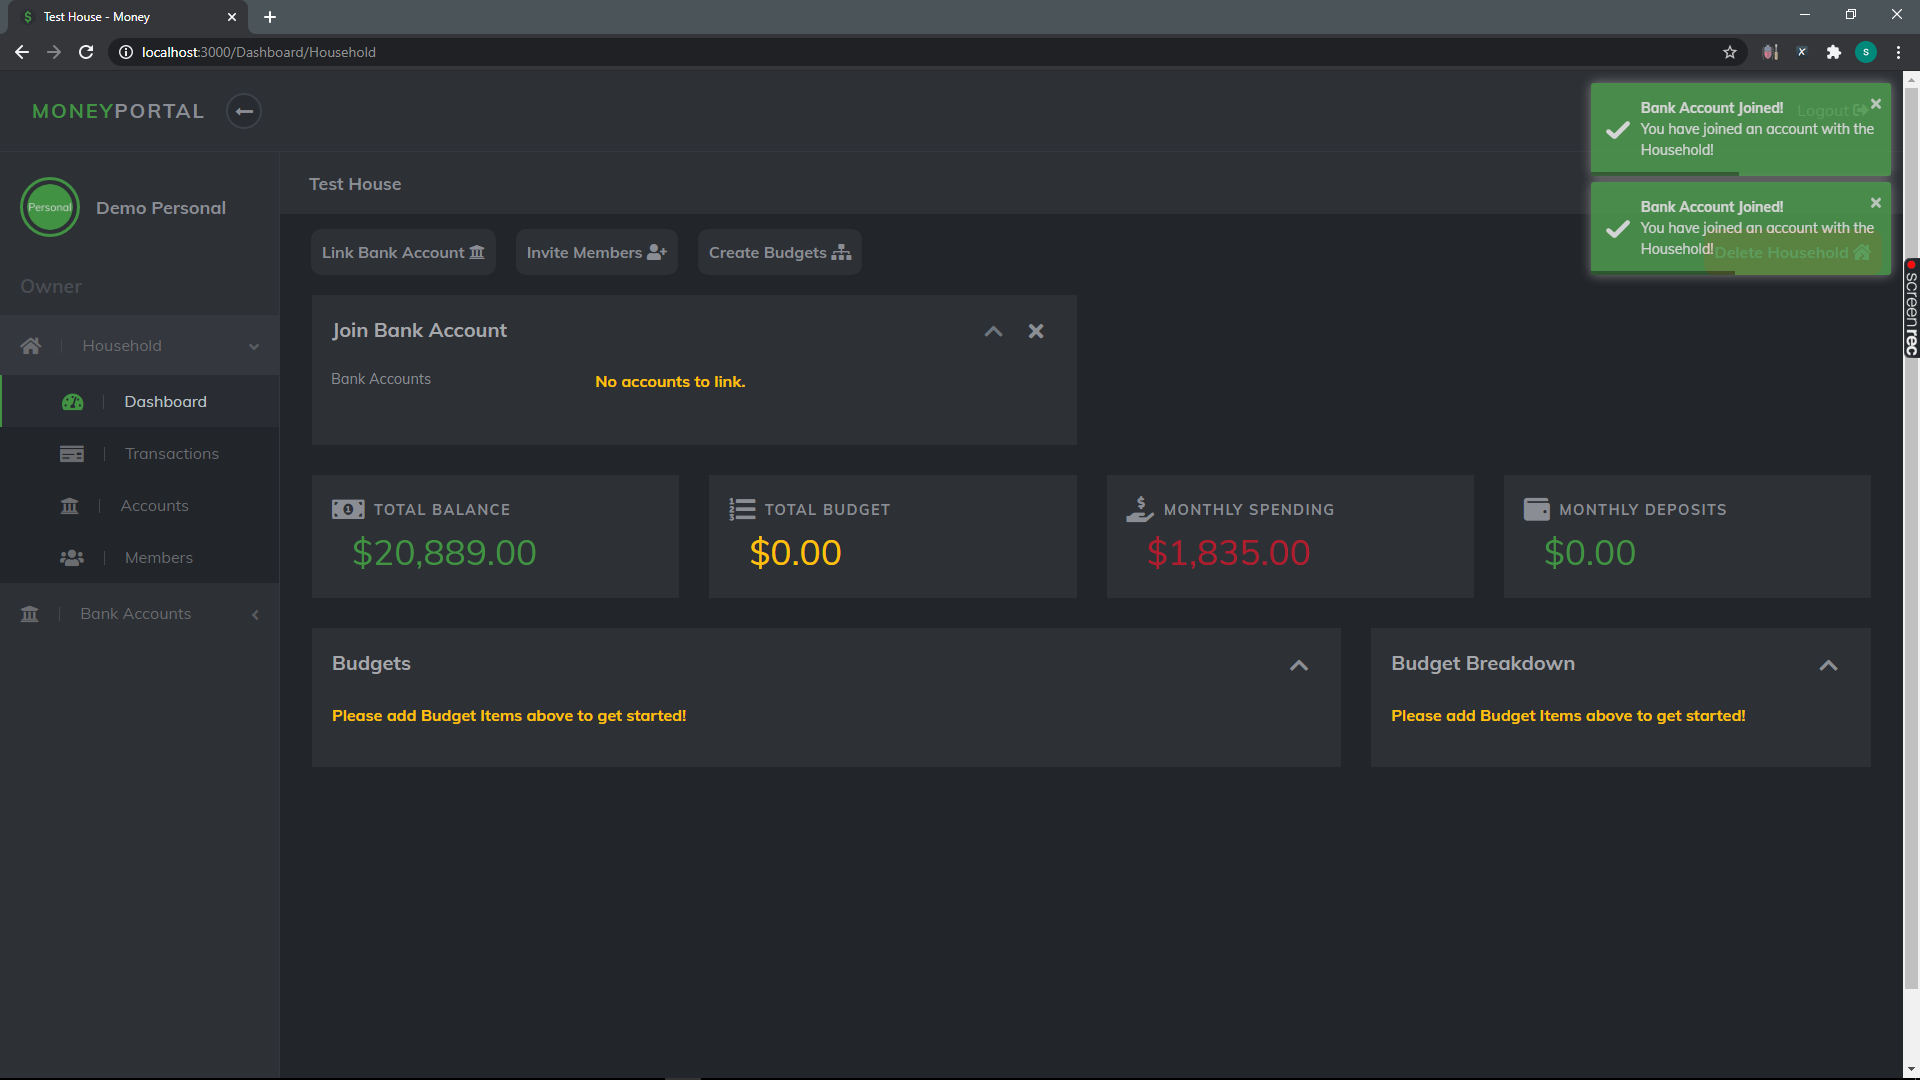 Test House - Money
localhost:3000/Dashboard/Household
S
MONEYPORTAL
Logout
Bank Account Joined!
You have joined an account with the
Household!
Bank Account Joined!
You have joined an account with the
Household!
Delete Household
Personal
Demo Personal
Owner
Household
Dashboard
Transactions
Accounts
Members
Bank Accounts
Test House
Link Bank Account
Invite Members
Create Budgets
Join Bank Account
Bank Accounts
No accounts to link.
TOTAL BALANCE
$20,889.00
TOTAL BUDGET
$0.00
MONTHLY SPENDING
$1,835.00
MONTHLY DEPOSITS
$0.00
Budgets
Please add Budget Items above to get started!
Budget Breakdown
Please add Budget Items above to get started!
screenrec